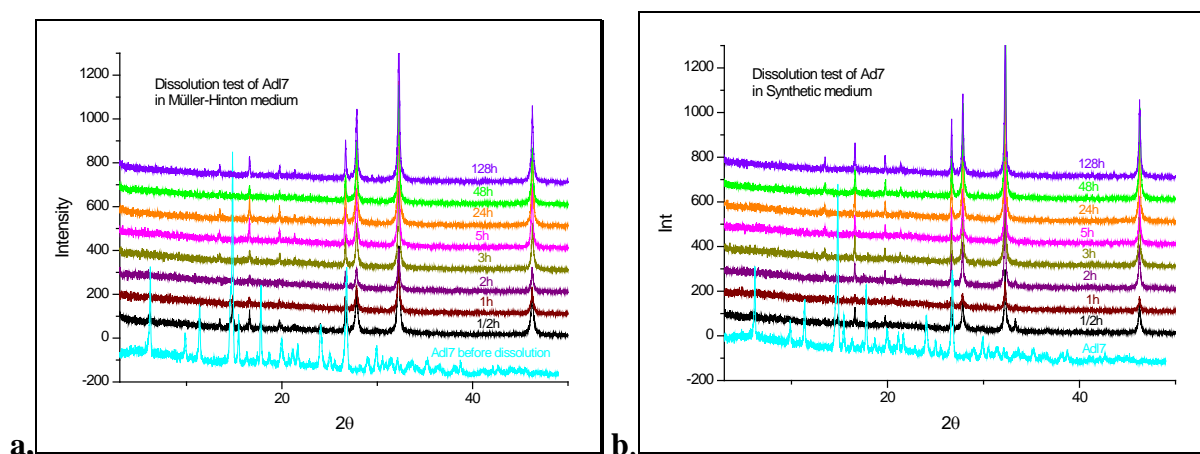 Dissolution test of Adl7
in Müller-Hinton medium
Intensity
1200
1000
800
600
400
200
0
-200
128h
48h
24h
5h
3h
2h
1h
1/2h
Adl7 before dissolution
20
40
2θ
a.
Dissolution test of Ad7
in Synthetic medium
Int
1200
1000
800
600
400
200
0
-200
128h
48h
24h
5h
3h
2h
1h
1/2h
Adl7
20
40
2θ
b.